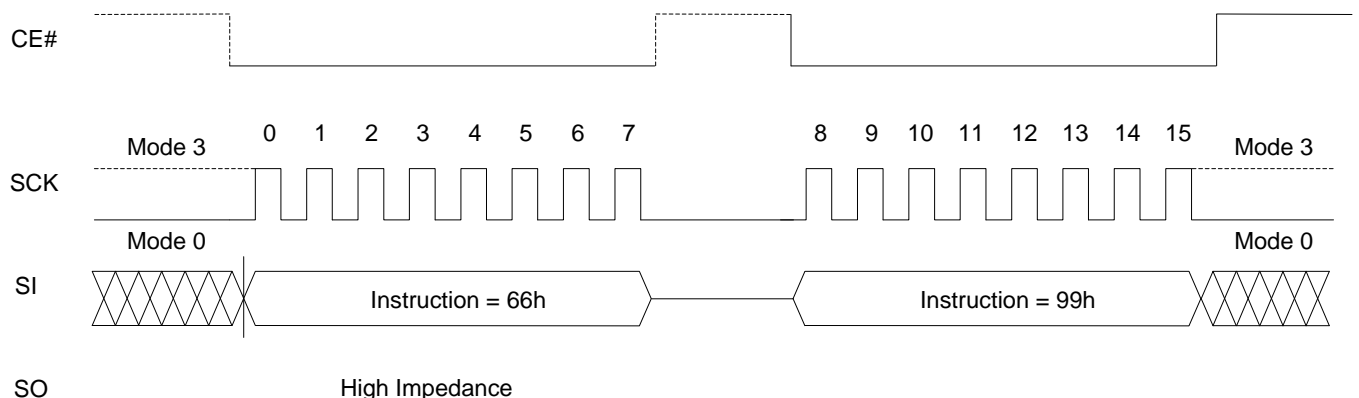 CE#
0 1 2 3 4 5 6 7 8 9 10 11 12 13 14 15
Mode 3 Mode 3
SCK
Mode 0 Mode 0
SI Instruction = 66h Instruction = 99h
SO High Impedance